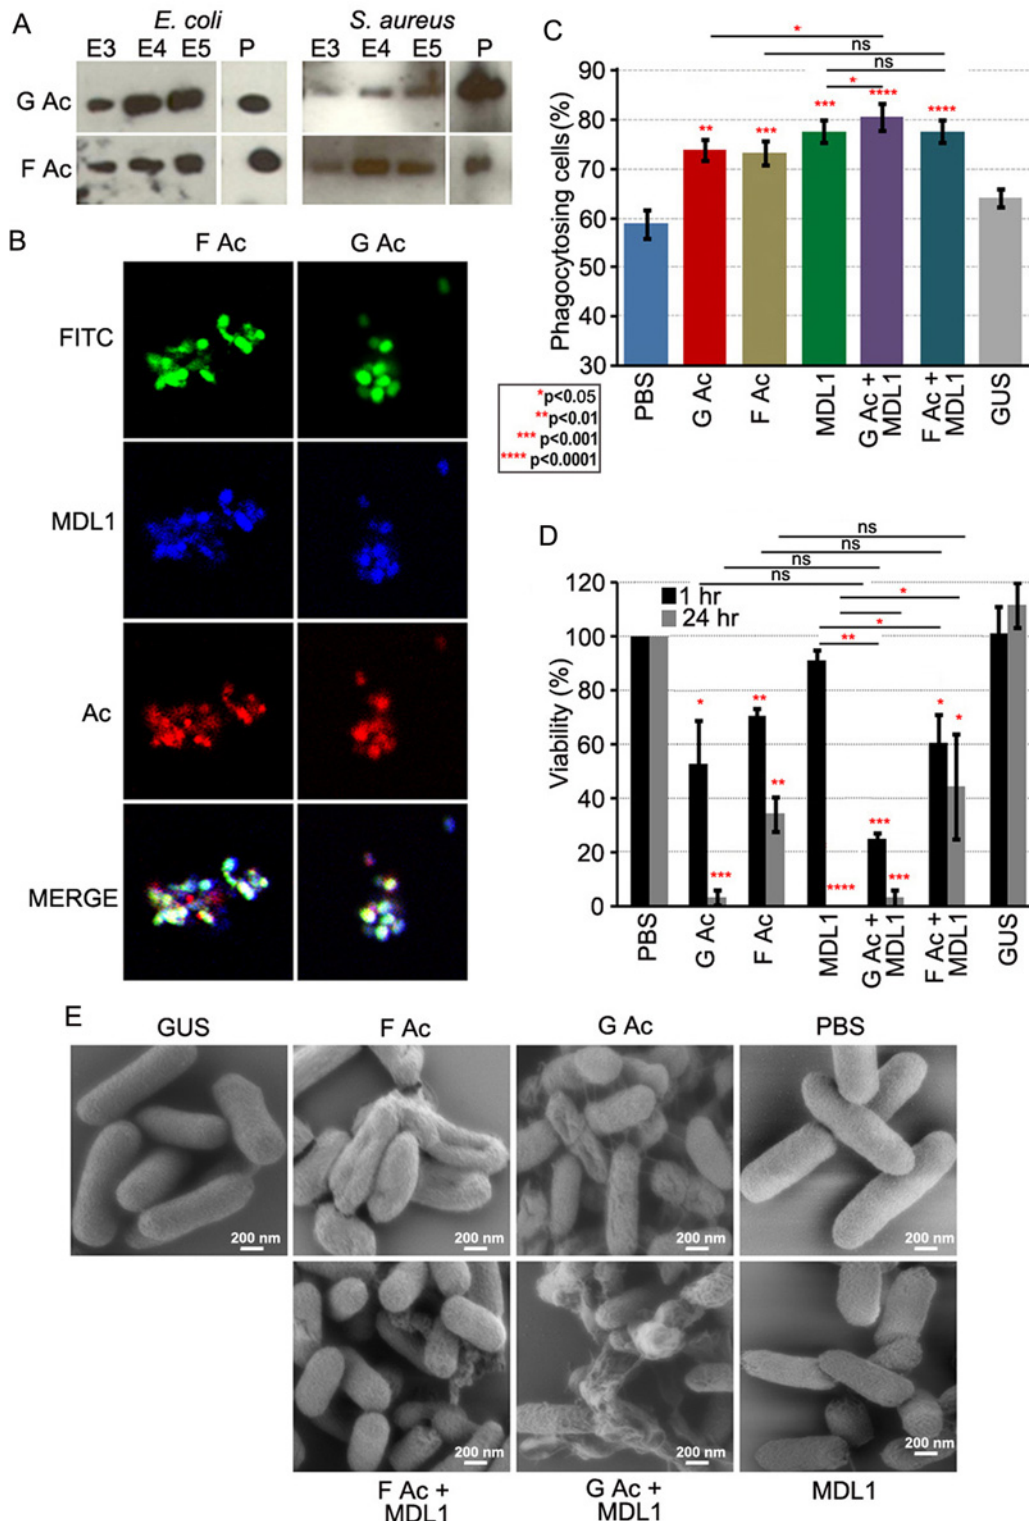 A
E. coli
S. aureus
E3 E4 E5 P
E3 E4 E5 P
G Ac
F Ac
B
F Ac
G Ac
FITC
MDL1
Ac
MERGE
C
*
ns
ns
*
** *** *** **** ****
Phagocytosing cells (%)
90
80
70
60
50
40
30
PBS
G Ac
F Ac
MDL1
G Ac +
MDL1
F Ac +
MDL1
GUS
*p<0.05
**p<0.01
*** p<0.001
**** p<0.0001
D
ns
ns
ns
ns
*
*
**
1 hr
24 hr
Viability (%)
120
100
80
60
40
20
0
* *** ** ** **** *** *** * *
PBS
G Ac
F Ac
MDL1
G Ac +
MDL1
F Ac +
MDL1
GUS
E
GUS
F Ac
G Ac
PBS
200 nm
200 nm
200 nm
200 nm
200 nm
200 nm
200 nm
F Ac +
MDL1
G Ac +
MDL1
MDL1